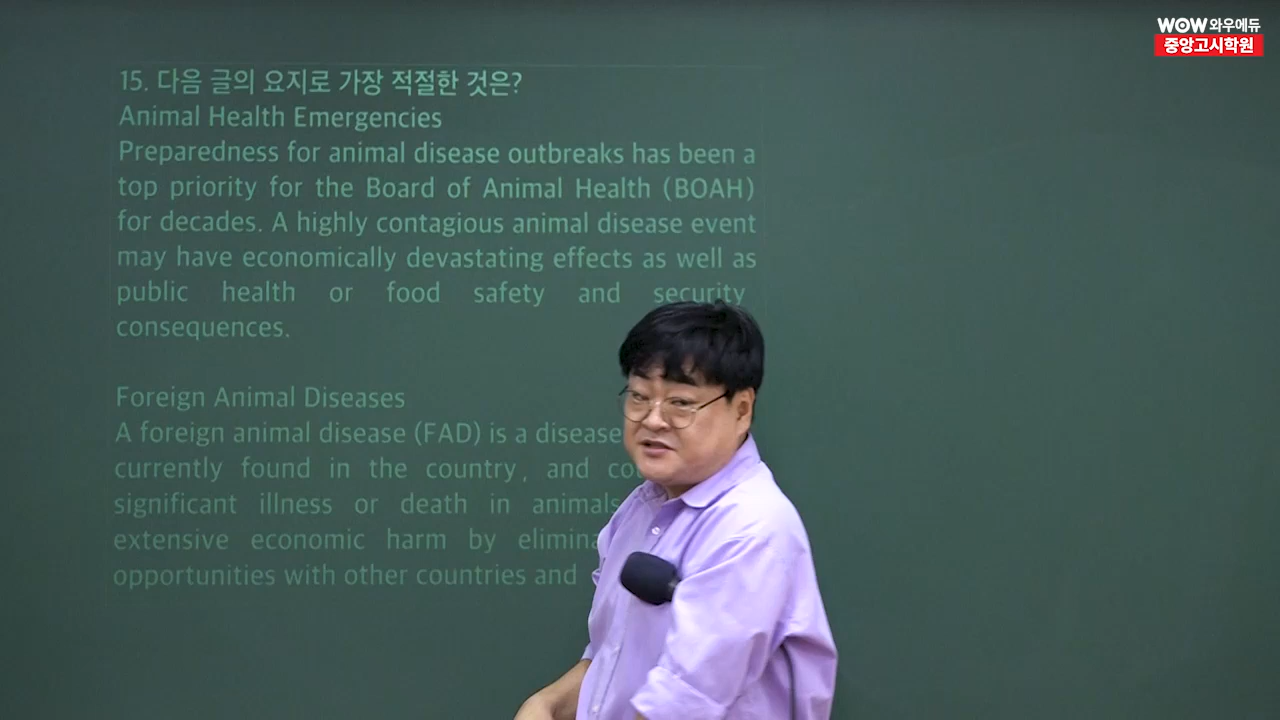 WOW 와우에듀
중앙고시학원
15. 다음 글의 요지로 가장 적절한 것은?
Animal Health Emergencies
Preparedness for animal disease outbreaks has been a
top priority for the Board of Animal Health (BOAH)
for decades. A highly contagious animal disease event
may have economically devastating effects as well as
public health or food safety and security
consequences.
Foreign Animal Diseases
A foreign animal disease (FAD) is a disease
currently found in the country, and
significant illness or death in animals
extensive economic harm by
opportunities with other countries and